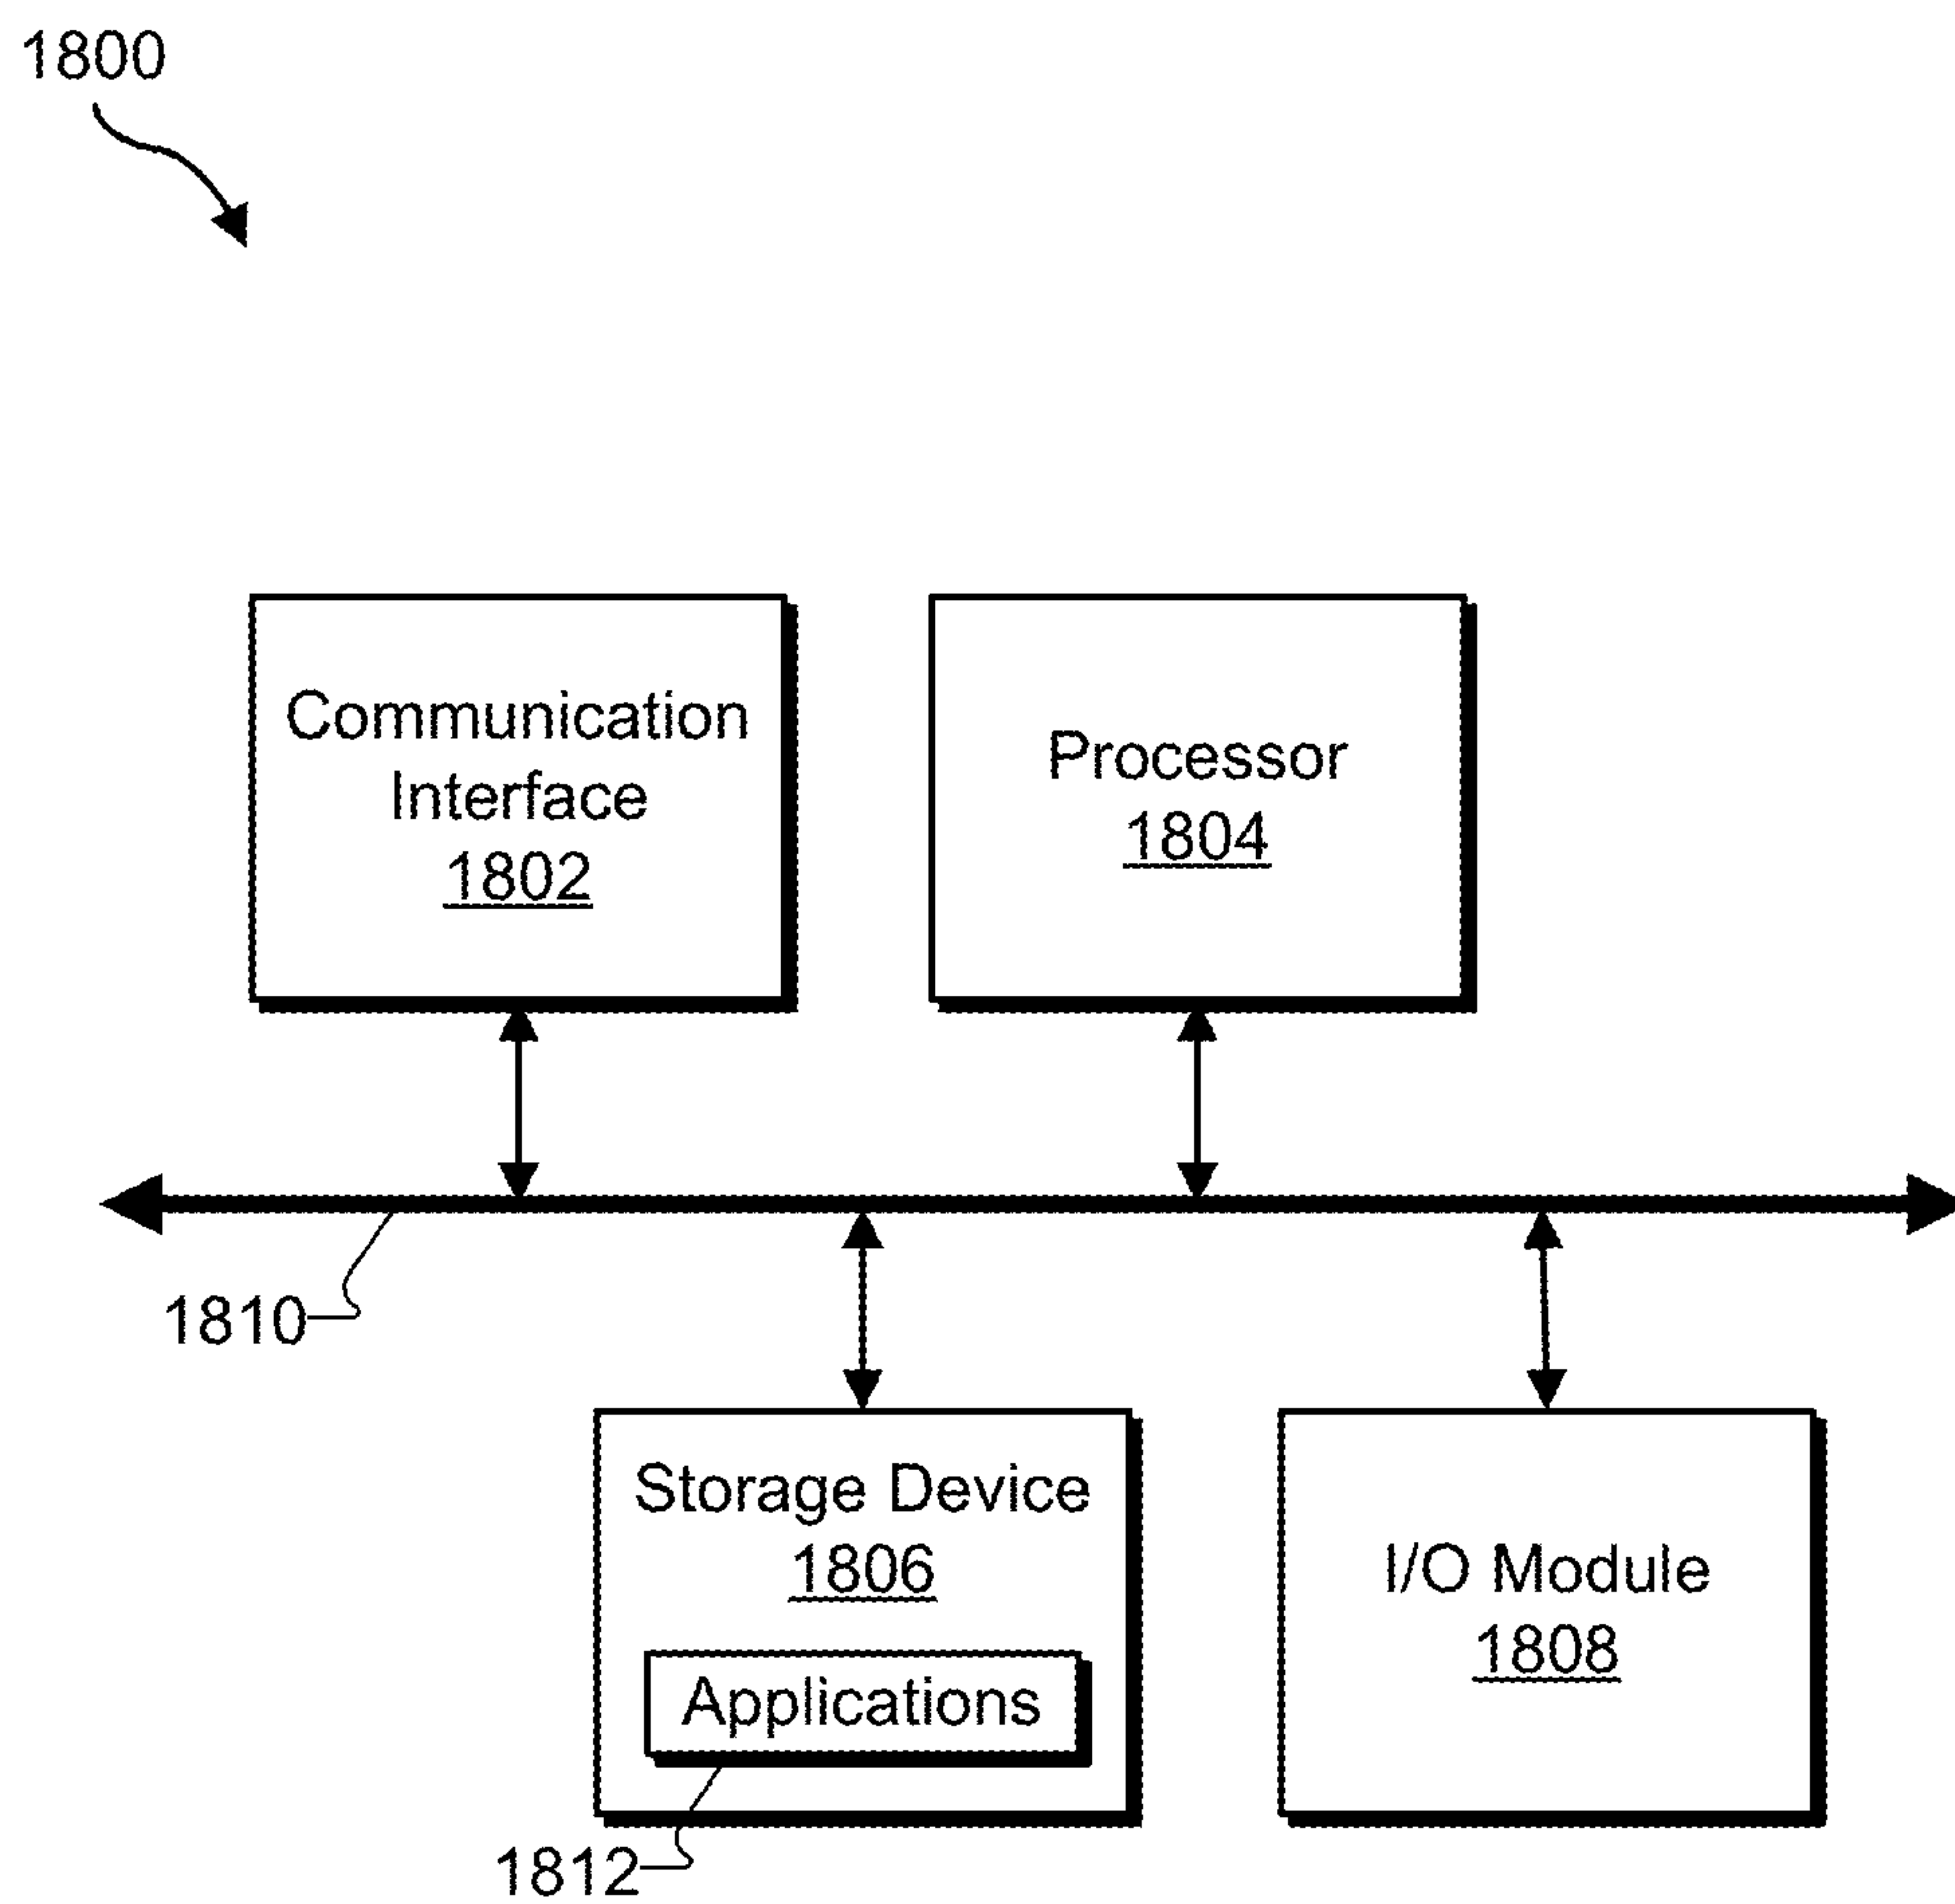 1800
Communication
Interface
1802
Processor
1804
1810
Storage Device
1806
Applications
1812
I/O Module
1808